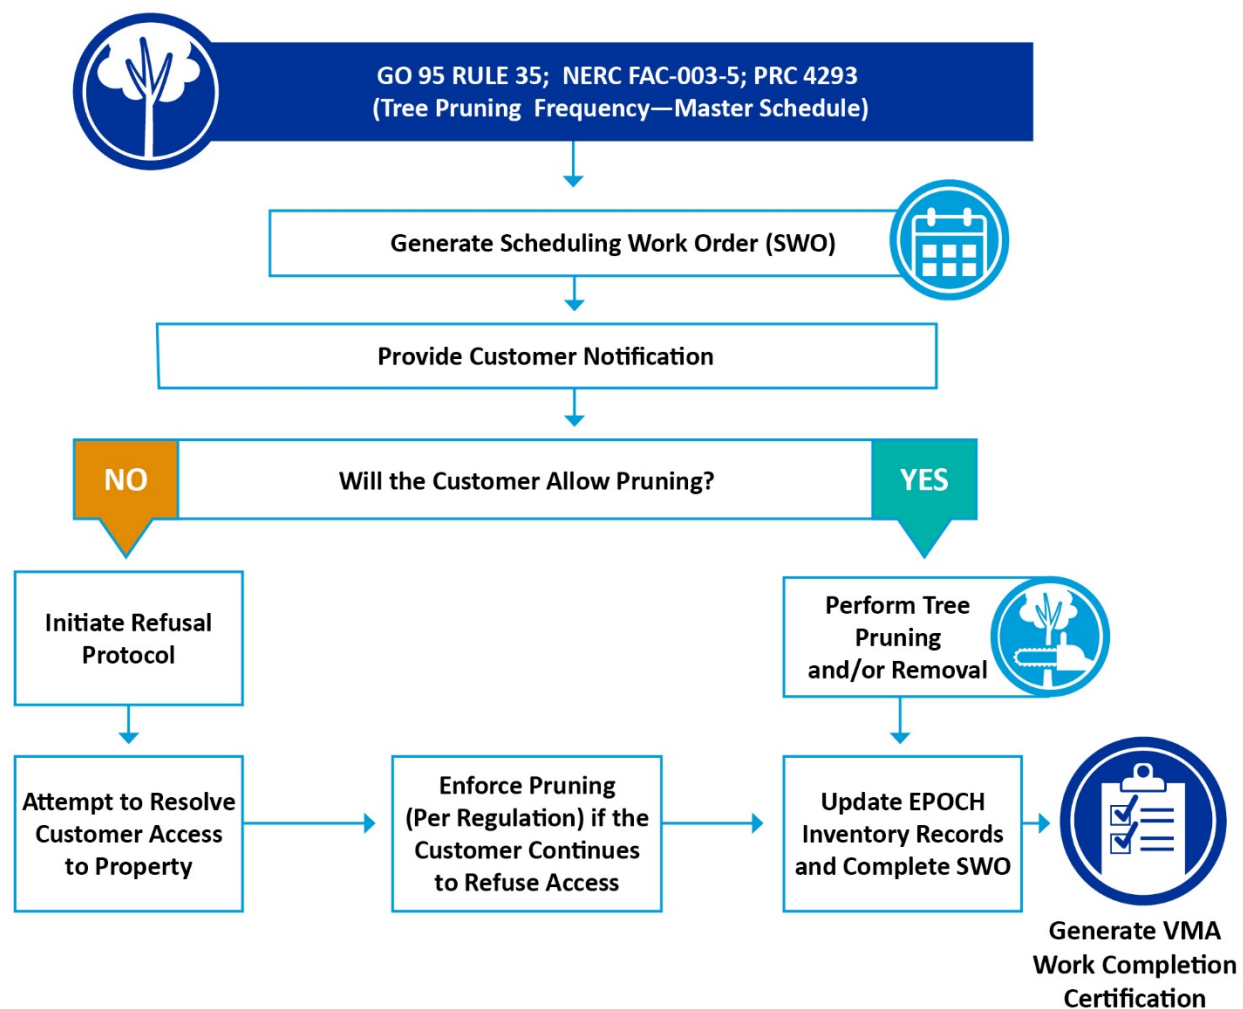 GO 95 RULE 35; NERC FAC-003-5; PRC 4293
(Tree Pruning Frequency—Master Schedule)
Generate Scheduling Work Order (SWO)
Provide Customer Notification
NO
Will the Customer Allow Pruning?
YES
Initiate Refusal
Protocol
Perform Tree
Pruning
and/or Removal
Attempt to Resolve
Customer Access
to Property
Enforce Pruning
(Per Regulation) if the
Customer Continues
to Refuse Access
Update EPOCH
Inventory Records
and Complete SWO
Generate VMA
Work Completion
Certification